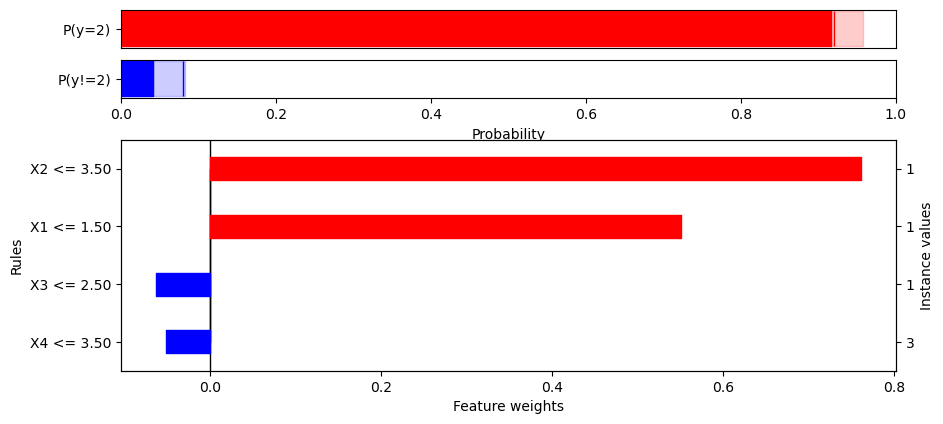 P(y=2)
P(y!=2)
0.0 0.2 0.4 0.6 0.8 1.0
Probability
X2 <= 3.50 1
X1 <= 1.50 1
X3 <= 2.50 1
X4 <= 3.50 3
Rules
Instance values
0.0 0.2 0.4 0.6 0.8
Feature weights